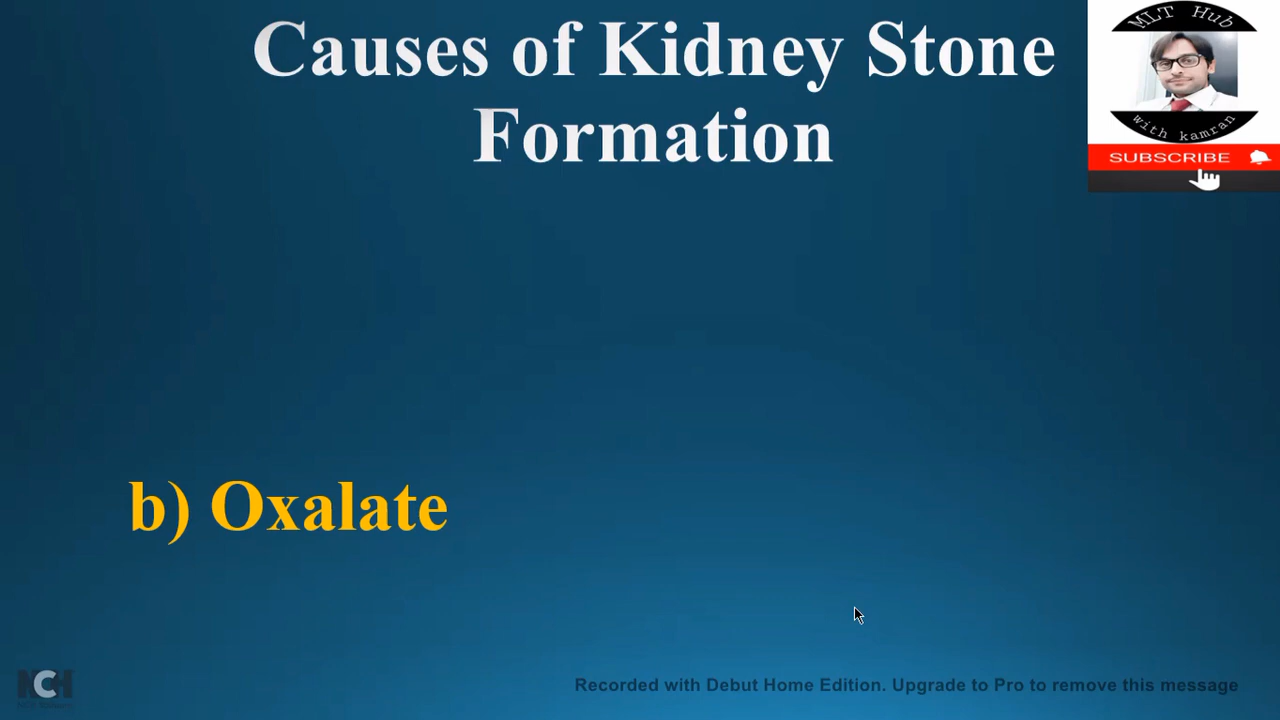 Causes of Kidney Stone
Formation
MLT Hub
with kamran
SUBSCRIBE
b) Oxalate
NCH
Recorded with Debut Home Edition. Upgrade to Pro to remove this message